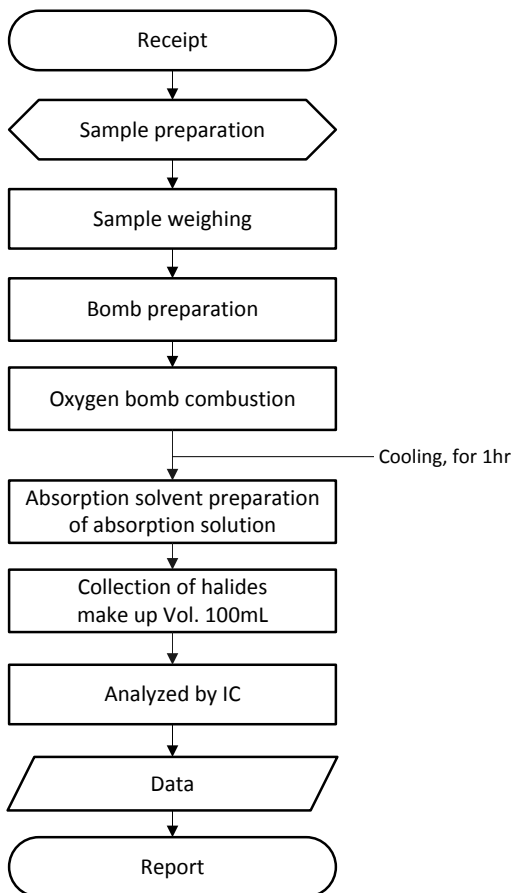 Receipt
Sample preparation
Sample weighing
Bomb preparation
Oxygen bomb combustion
Cooling, for 1hr
Absorption solvent preparation
of absorption solution
Collection of halides
make up Vol. 100mL
Analyzed by IC
Data
Report